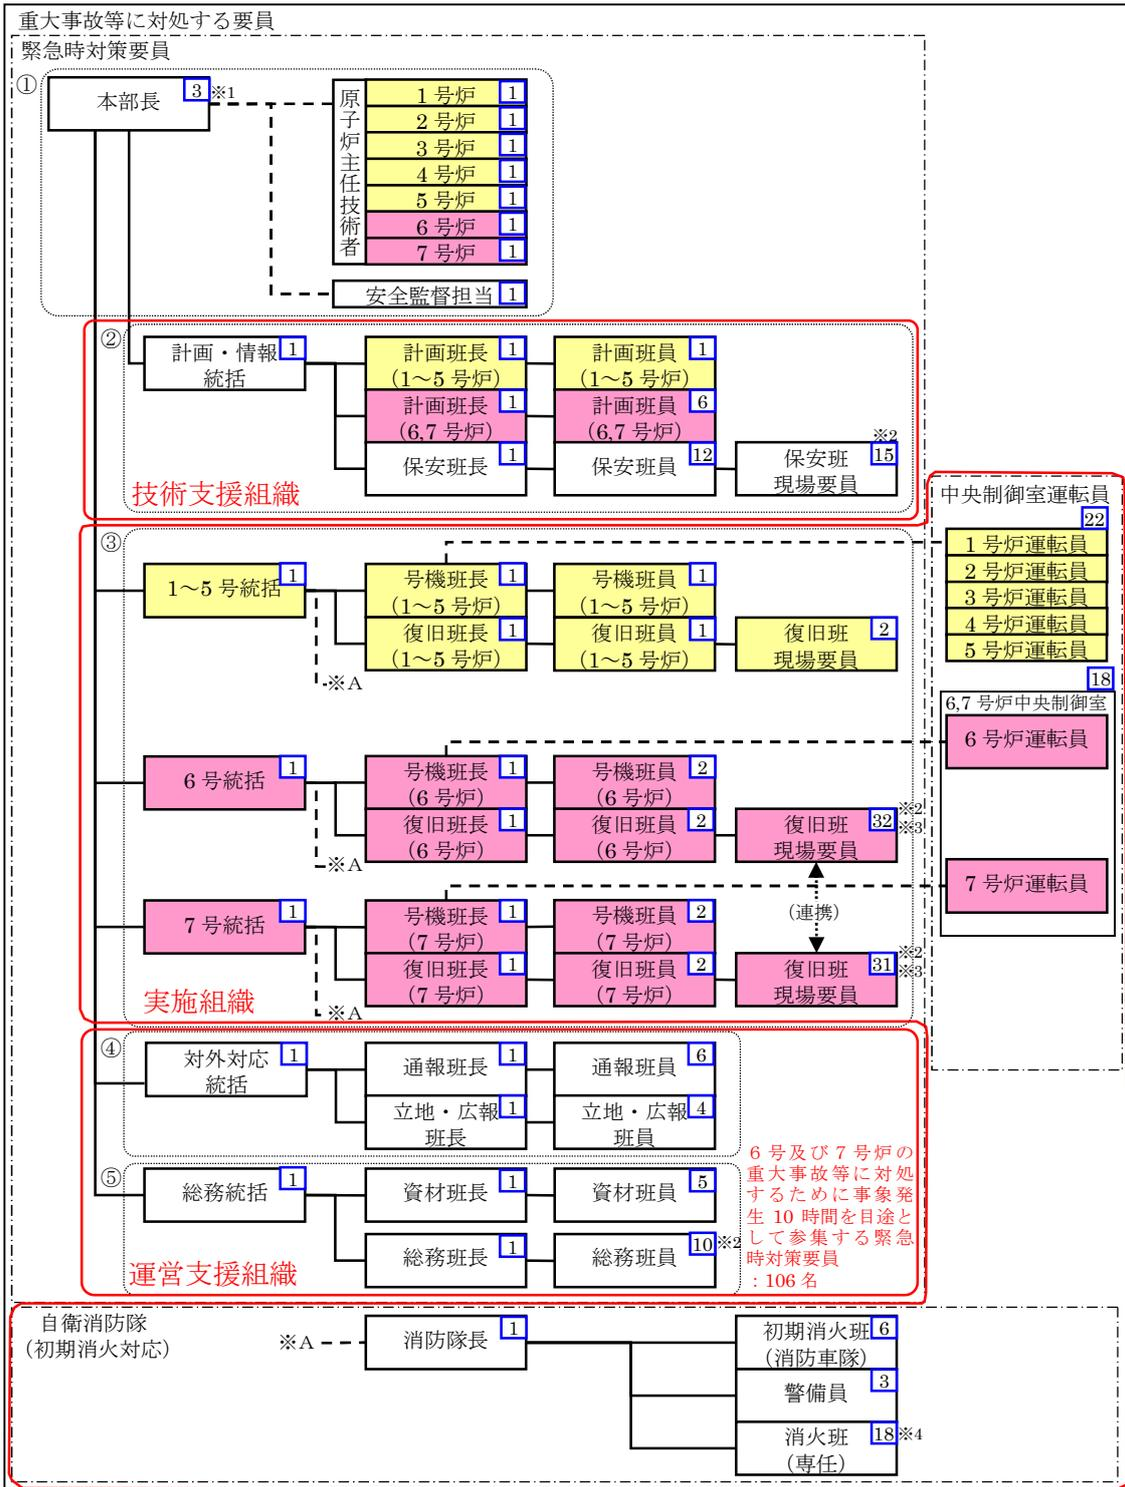 重大事故等に対処する要員
緊急時対策要員
①
本部長
3
※1
原子炉主任技術者
1号炉 1
2号炉 1
3号炉 1
4号炉 1
5号炉 1
6号炉 1
7号炉 1
安全監督担当 1
②
計画・情報
統括
1
計画班長
(1～5号炉)
1
計画班員
(1～5号炉)
1
計画班長
(6,7号炉)
1
計画班員
(6,7号炉)
6
保安班長
1
保安班員
12
保安班
現場要員
15
※2
技術支援組織
中央制御室運転員
22
1号炉運転員
2号炉運転員
3号炉運転員
4号炉運転員
5号炉運転員
18
6,7号炉中央制御室
6号炉運転員
7号炉運転員
③
1～5号統括
1
※A
号機班長
(1～5号炉)
1
号機班員
(1～5号炉)
1
復旧班長
(1～5号炉)
1
復旧班員
(1～5号炉)
1
復旧班
現場要員
2
6号統括
1
※A
号機班長
(6号炉)
1
号機班員
(6号炉)
2
復旧班長
(6号炉)
1
復旧班員
(6号炉)
2
復旧班
現場要員
32
※2
※3
(連携)
7号統括
1
※A
号機班長
(7号炉)
1
号機班員
(7号炉)
2
復旧班長
(7号炉)
1
復旧班員
(7号炉)
2
復旧班
現場要員
31
※2
※3
実施組織
④
対外対応
統括
1
通報班長
1
通報班員
6
立地・広報
班長
1
立地・広報
班員
4
⑤
総務統括
1
資材班長
1
資材班員
5
総務班長
1
総務班員
10
※2
運営支援組織
6号及び7号炉の
重大事故等に対処
するために事象発
生10時間を目途と
して参集する緊急
時対策要員
：106名
自衛消防隊
(初期消火対応)
※A
消防隊長
1
初期消火班
(消防車隊)
6
警備員
3
消火班
(専任)
18
※4